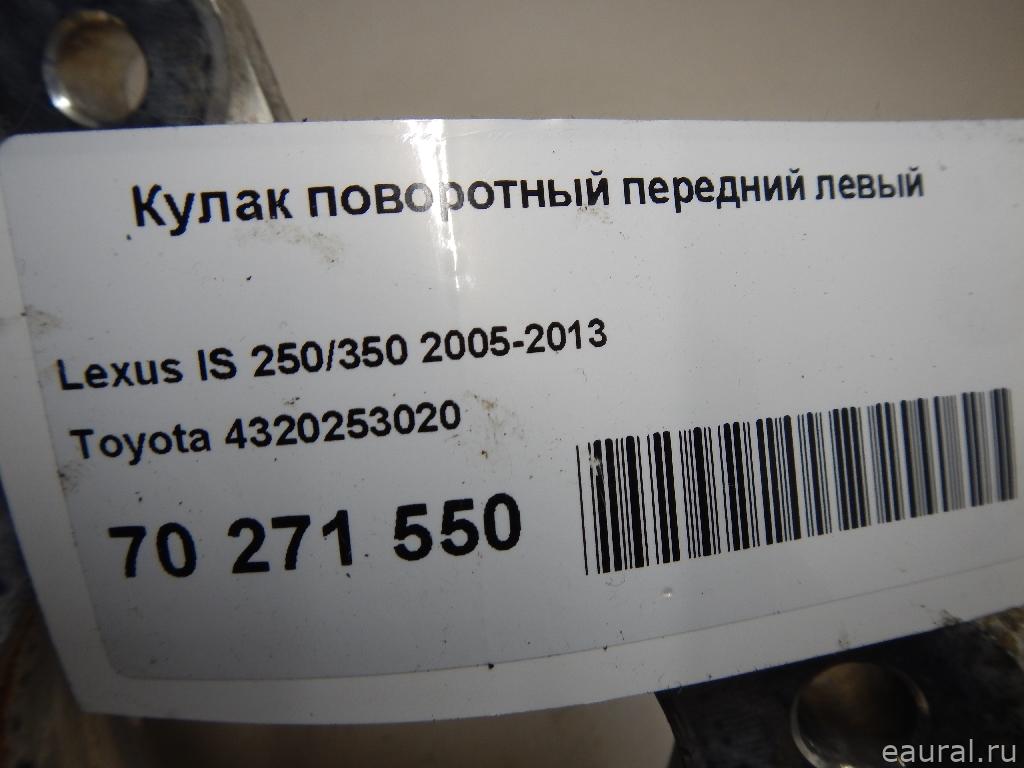 Кулак поворотный передний левый
Lexus IS 250/350 2005-2013
Toyota 4320253020
70 271 550
eaural.ru